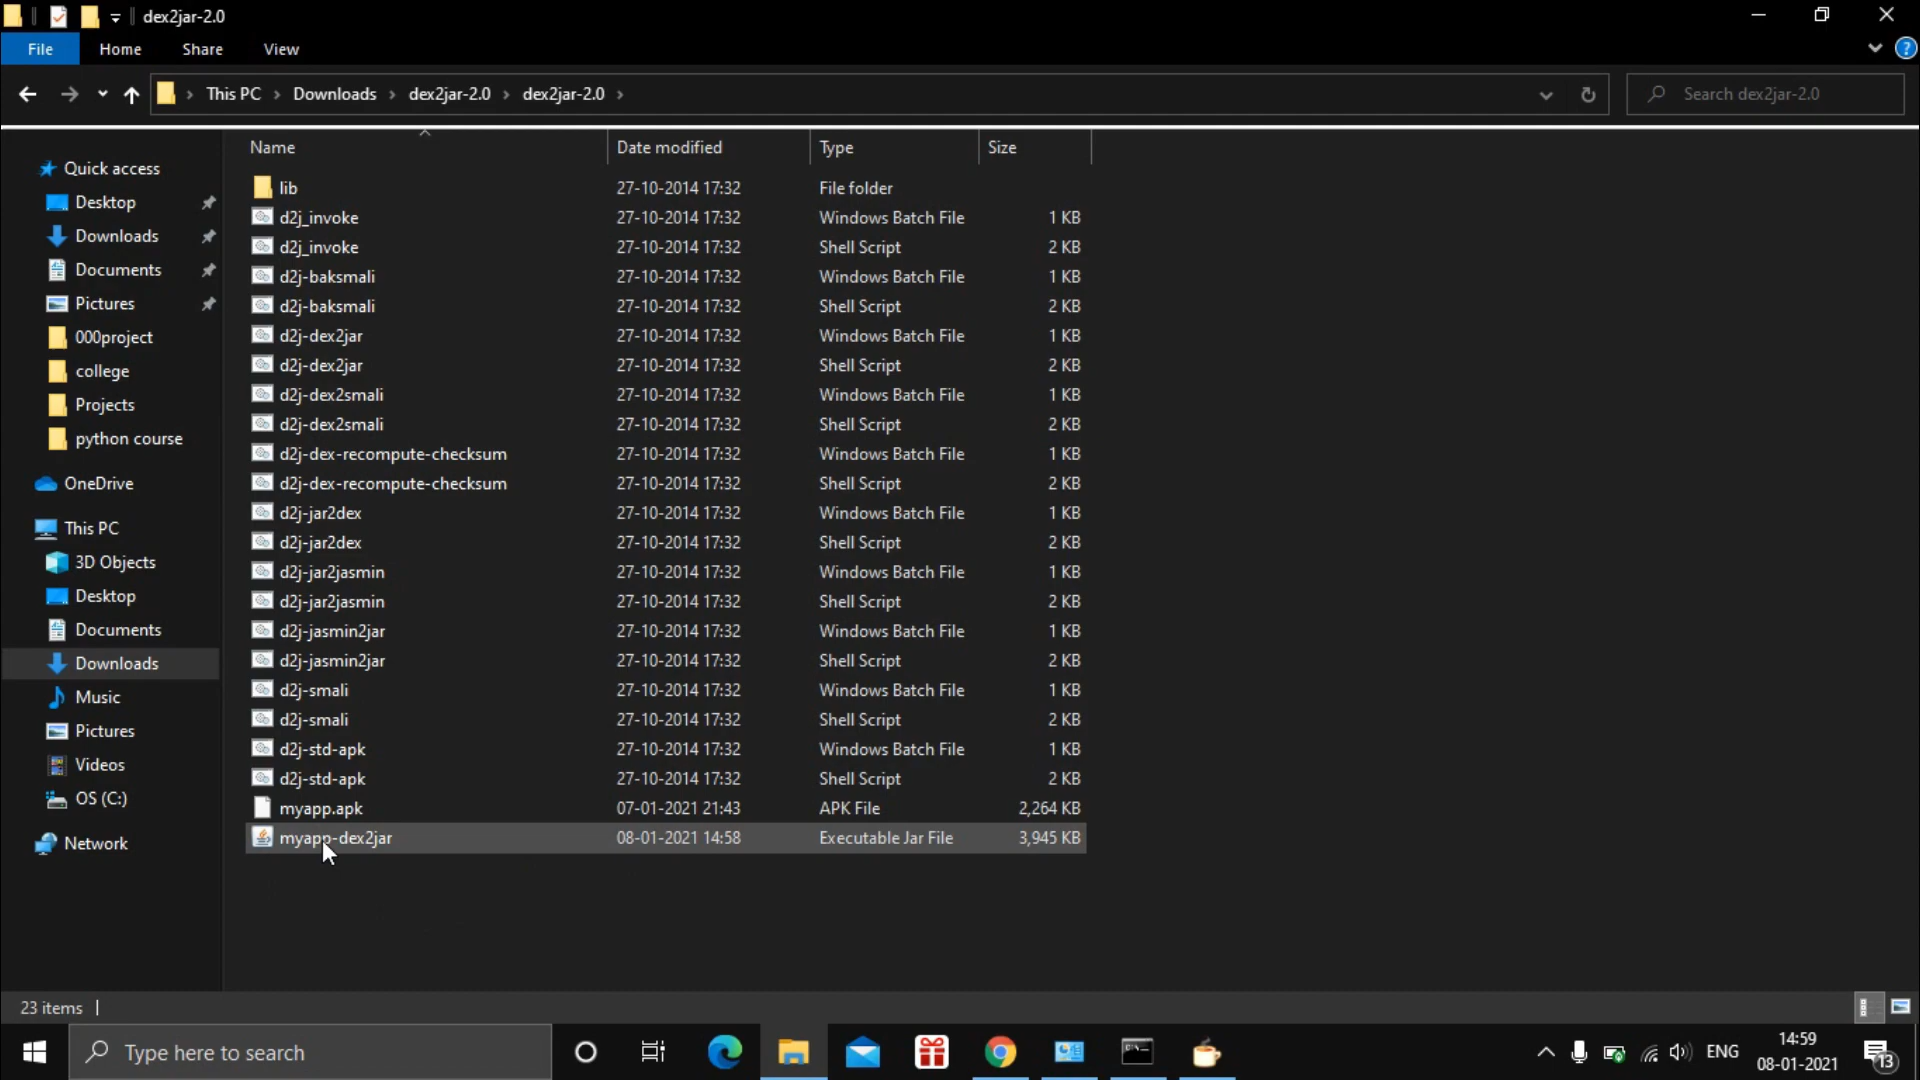 dex2jar-2.0
File Home Share View
This PC Downloads dex2jar-2.0 dex2jar-2.0 Search dex2jar-2.0
Name Date modified Type Size
Quick access
Desktop
Downloads
Documents
Pictures
000project
college
Projects
python course
OneDrive
This PC
3D Objects
Desktop
Documents
Downloads
Music
Pictures
Videos
OS (C:)
Network
lib 27-10-2014 17:32 File folder
d2j_invoke 27-10-2014 17:32 Windows Batch File 1 KB
d2j_invoke 27-10-2014 17:32 Shell Script 2 KB
d2j-baksmali 27-10-2014 17:32 Windows Batch File 1 KB
d2j-baksmali 27-10-2014 17:32 Shell Script 2 KB
d2j-dex2jar 27-10-2014 17:32 Windows Batch File 1 KB
d2j-dex2jar 27-10-2014 17:32 Shell Script 2 KB
d2j-dex2smali 27-10-2014 17:32 Windows Batch File 1 KB
d2j-dex2smali 27-10-2014 17:32 Shell Script 2 KB
d2j-dex-recompute-checksum 27-10-2014 17:32 Windows Batch File 1 KB
d2j-dex-recompute-checksum 27-10-2014 17:32 Shell Script 2 KB
d2j-jar2dex 27-10-2014 17:32 Windows Batch File 1 KB
d2j-jar2dex 27-10-2014 17:32 Shell Script 2 KB
d2j-jar2jasmin 27-10-2014 17:32 Windows Batch File 1 KB
d2j-jar2jasmin 27-10-2014 17:32 Shell Script 2 KB
d2j-jasmin2jar 27-10-2014 17:32 Windows Batch File 1 KB
d2j-jasmin2jar 27-10-2014 17:32 Shell Script 2 KB
d2j-smali 27-10-2014 17:32 Windows Batch File 1 KB
d2j-smali 27-10-2014 17:32 Shell Script 2 KB
d2j-std-apk 27-10-2014 17:32 Windows Batch File 1 KB
d2j-std-apk 27-10-2014 17:32 Shell Script 2 KB
myapp.apk 07-01-2021 21:43 APK File 2,264 KB
myapp-dex2jar 08-01-2021 14:58 Executable Jar File 3,945 KB
23 items
Type here to search
ENG
14:59
08-01-2021
13